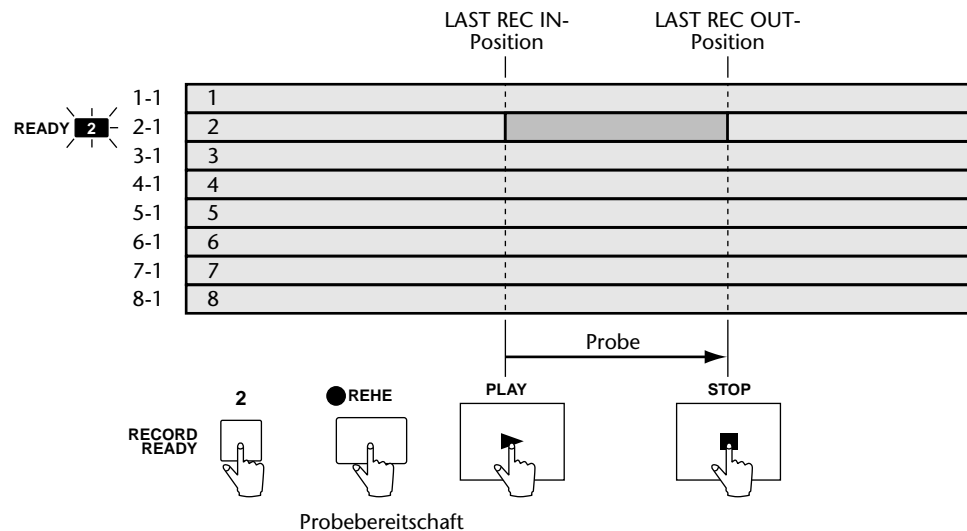 LAST REC IN-
Position
LAST REC OUT-
Position
1-1 1
READY 2 2-1 2
3-1 3
4-1 4
5-1 5
6-1 6
7-1 7
8-1 8
Probe
2
REHE
PLAY
STOP
RECORD
READY
Probebereitschaft